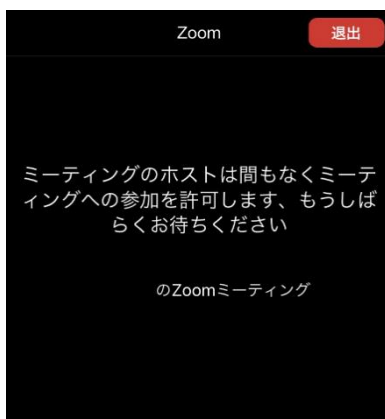 Zoom
退出
ミーティングのホストは間もなくミーテ
ィングへの参加を許可します、もうしば
らくお待ちください
のZoomミーティング